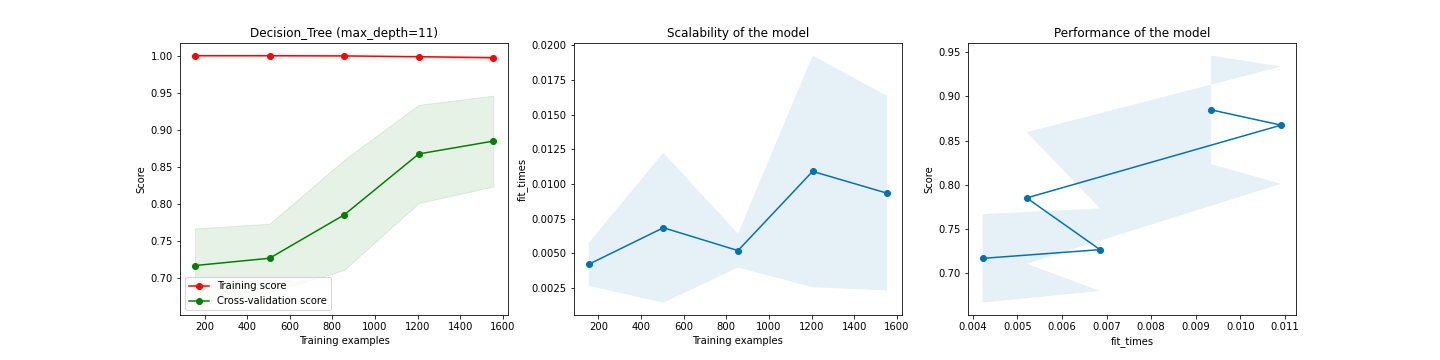 Decision_Tree (max_depth=11)
1.00
0.95
0.90
0.85
0.80
0.75
0.70
Score
Training score
Cross-validation score
200 400 600 800 1000 1200 1400 1600
Training examples
Scalability of the model
0.0200
0.0175
0.0150
0.0125
0.0100
0.0075
0.0050
0.0025
fit_times
200 400 600 800 1000 1200 1400 1600
Training examples
Performance of the model
0.95
0.90
0.85
0.80
0.75
0.70
Score
0.004 0.005 0.006 0.007 0.008 0.009 0.010 0.011
fit_times